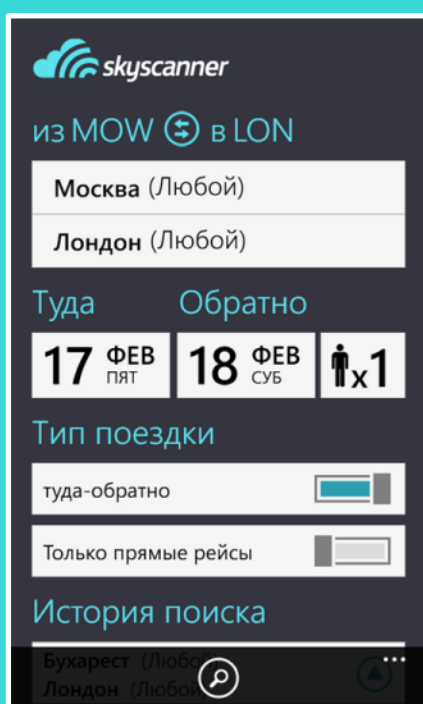 skyscanner
из MOW в LON
Москва (Любой)
Лондон (Любой)
Туда Обратно
17 ФЕВ ПЯТ 18 ФЕВ СУБ x1
Тип поездки
туда-обратно
Только прямые рейсы
История поиска
Бухарест (Любой)
Лондон (Любой)